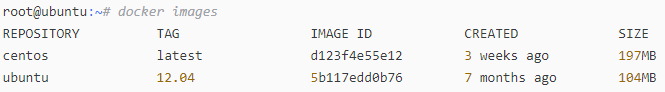 root@ubuntu:~# docker images
REPOSITORY TAG IMAGE ID CREATED SIZE
centos latest d123f4e55e12 3 weeks ago 197MB
ubuntu 12.04 5b117edd0b76 7 months ago 104MB